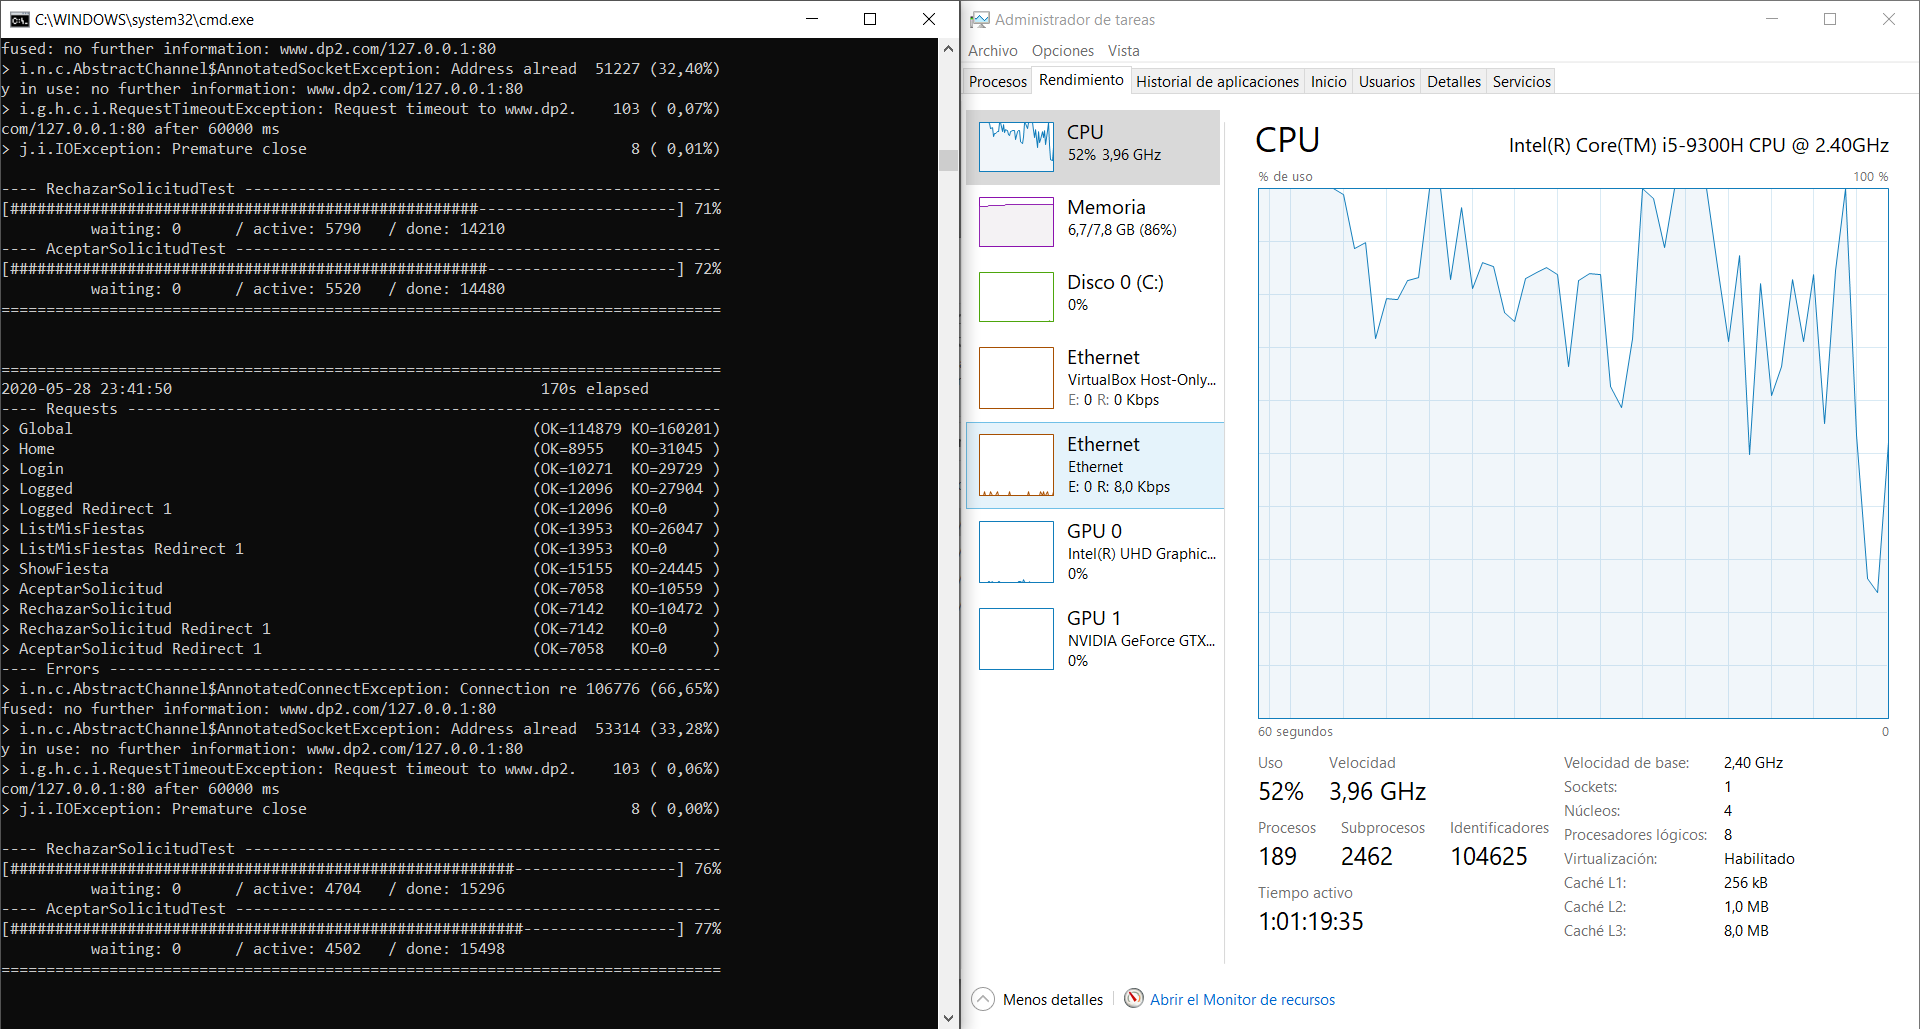 C:\WINDOWS\system32\cmd.exe
fused: no further information: www.dp2.com/127.0.0.1:80
> i.n.c.AbstractChannel$AnnotatedSocketException: Address alread  51227 (32,40%)
y in use: no further information: www.dp2.com/127.0.0.1:80
> i.g.h.c.i.RequestTimeoutException: Request timeout to www.dp2.    103 ( 0,07%)
com/127.0.0.1:80 after 60000 ms
> j.i.IOException: Premature close                                    8 ( 0,01%)
---- RechazarSolicitudTest -----------------------------------------------------
[####################################################----------------------] 71%
waiting: 0      / active: 5790   / done: 14210
---- AceptarSolicitudTest ------------------------------------------------------
[#####################################################---------------------] 72%
waiting: 0      / active: 5520   / done: 14480
================================================================================
================================================================================
2020-05-28 23:41:50                                         170s elapsed
---- Requests ------------------------------------------------------------------
> Global                                                   (OK=114879 KO=160201)
> Home                                                     (OK=8955   KO=31045 )
> Login                                                    (OK=10271  KO=29729 )
> Logged                                                   (OK=12096  KO=27904 )
> Logged Redirect 1                                        (OK=12096  KO=0     )
> ListMisFiestas                                           (OK=13953  KO=26047 )
> ListMisFiestas Redirect 1                                (OK=13953  KO=0     )
> ShowFiesta                                               (OK=15155  KO=24445 )
> AceptarSolicitud                                         (OK=7058   KO=10559 )
> RechazarSolicitud                                        (OK=7142   KO=10472 )
> RechazarSolicitud Redirect 1                             (OK=7142   KO=0     )
> AceptarSolicitud Redirect 1                              (OK=7058   KO=0     )
---- Errors --------------------------------------------------------------------
> i.n.c.AbstractChannel$AnnotatedConnectException: Connection re 106776 (66,65%)
fused: no further information: www.dp2.com/127.0.0.1:80
> i.n.c.AbstractChannel$AnnotatedSocketException: Address alread  53314 (33,28%)
y in use: no further information: www.dp2.com/127.0.0.1:80
> i.g.h.c.i.RequestTimeoutException: Request timeout to www.dp2.    103 ( 0,06%)
com/127.0.0.1:80 after 60000 ms
> j.i.IOException: Premature close                                    8 ( 0,00%)
---- RechazarSolicitudTest -----------------------------------------------------
[########################################################------------------] 76%
waiting: 0      / active: 4704   / done: 15296
---- AceptarSolicitudTest ------------------------------------------------------
[#########################################################-----------------] 77%
waiting: 0      / active: 4502   / done: 15498
================================================================================
Administrador de tareas
Archivo Opciones Vista
Procesos Rendimiento Historial de aplicaciones Inicio Usuarios Detalles Servicios
CPU
52% 3,96 GHz
Memoria
6,7/7,8 GB (86%)
Disco 0 (C:)
0%
Ethernet
VirtualBox Host-Only...
E: 0 R: 0 Kbps
Ethernet
Ethernet
E: 0 R: 8,0 Kbps
GPU 0
Intel(R) UHD Graphic...
0%
GPU 1
NVIDIA GeForce GTX...
0%
CPU
Intel(R) Core(TM) i5-9300H CPU @ 2.40GHz
% de uso 100 %
60 segundos 0
Uso Velocidad
52% 3,96 GHz
Procesos Subprocesos Identificadores
189 2462 104625
Tiempo activo
1:01:19:35
Velocidad de base: 2,40 GHz
Sockets: 1
Núcleos: 4
Procesadores lógicos: 8
Virtualización: Habilitado
Caché L1: 256 kB
Caché L2: 1,0 MB
Caché L3: 8,0 MB
Menos detalles Abrir el Monitor de recursos